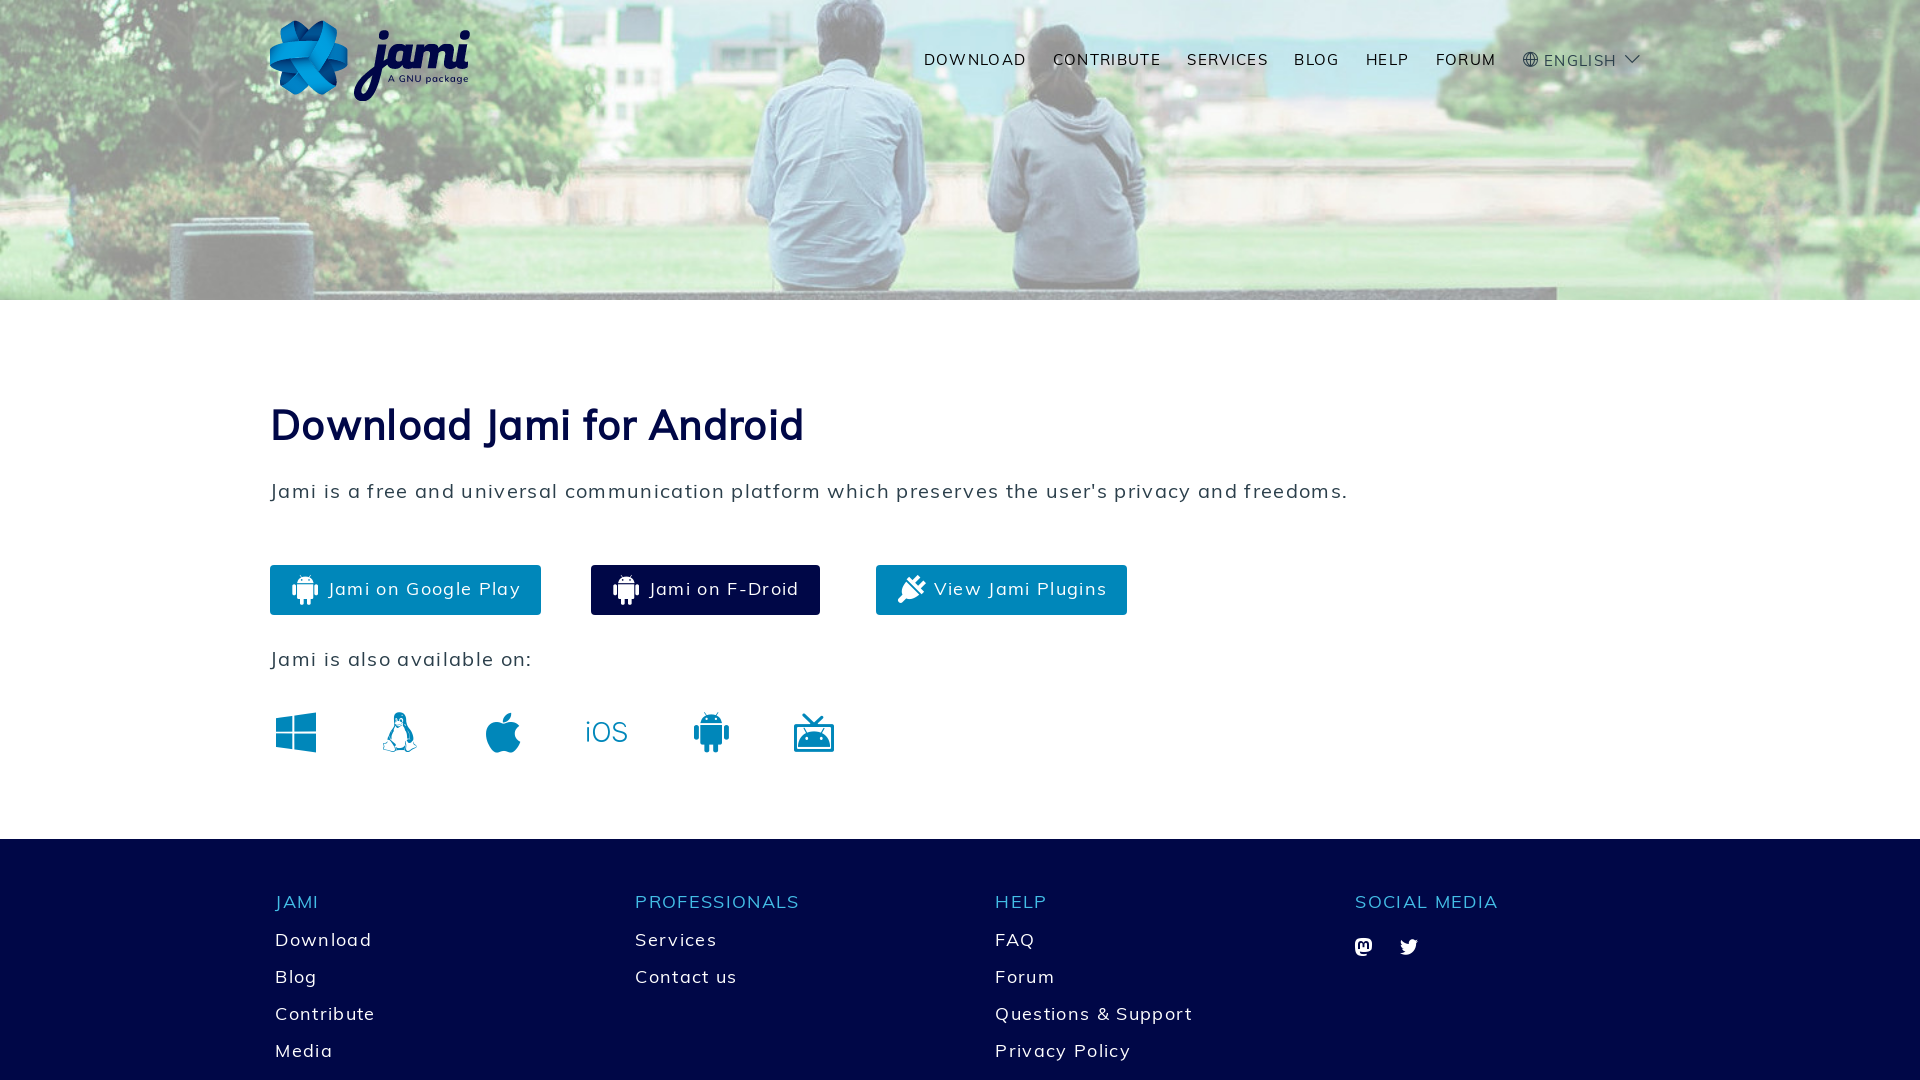 jami
A GNU package
DOWNLOAD CONTRIBUTE SERVICES BLOG HELP FORUM ENGLISH
Download Jami for Android
Jami is a free and universal communication platform which preserves the user's privacy and freedoms.
Jami on Google Play
Jami on F-Droid
View Jami Plugins
Jami is also available on:
iOS
JAMI
Download
Blog
Contribute
Media
PROFESSIONALS
Services
Contact us
HELP
FAQ
Forum
Questions & Support
Privacy Policy
SOCIAL MEDIA